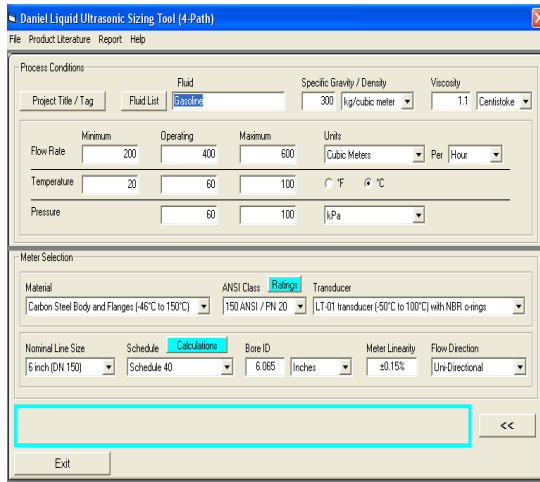 Daniel Liquid Ultrasonic Sizing Tool (4-Path)
File Product Literature Report Help
Process Conditions
Fluid Specific Gravity / Density Viscosity
Project Title / Tag Fluid List Gasoline 300 kg/cubic meter 1.1 Centistoke
Minimum Operating Maximum Units
Flow Rate 200 400 600 Cubic Meters Per Hour
Temperature 20 60 100 °F °C
Pressure 60 100 kPa
Meter Selection
Material ANSI Class Ratings Transducer
Carbon Steel Body and Flanges (-46°C to 150°C) 150 ANSI / PN 20 LT-01 transducer (-50°C to 100°C) with NBR o-rings
Nominal Line Size Schedule Calculations Bore ID Meter Linearity Flow Direction
6 inch (DN 150) Schedule 40 6.065 Inches ±0.15% Uni-Directional
<<
Exit